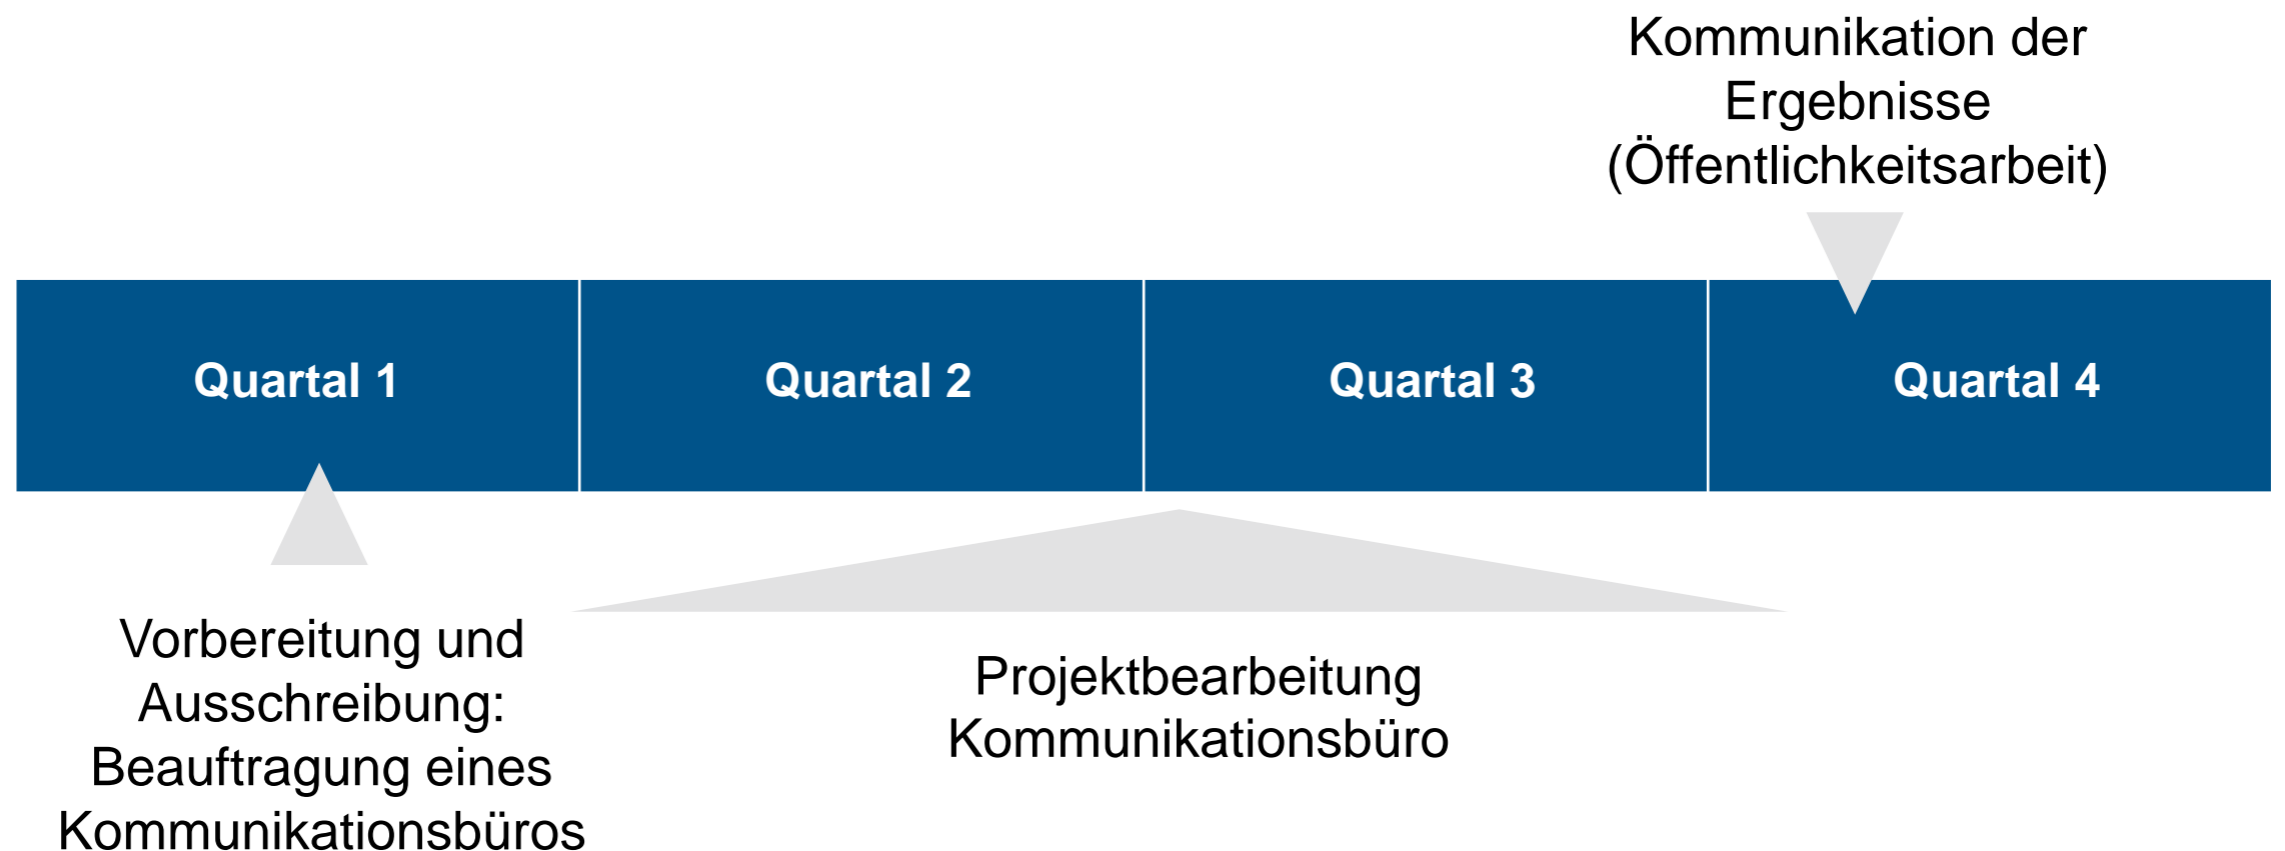 Kommunikation der
Ergebnisse
(Öffentlichkeitsarbeit)
Quartal 1
Quartal 2
Quartal 3
Quartal 4
Vorbereitung und
Ausschreibung:
Beauftragung eines
Kommunikationsbüros
Projektbearbeitung
Kommunikationsbüro